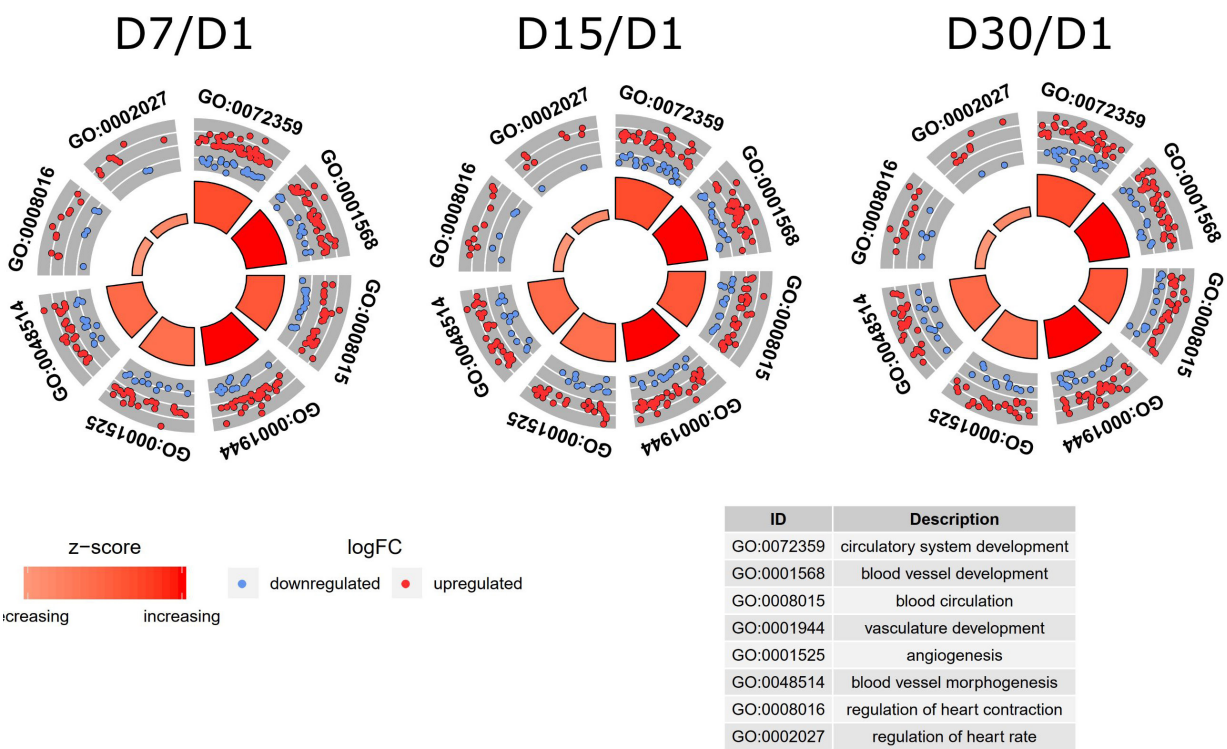 D7/D1
D15/D1
D30/D1
GO:0072359
GO:0001568
GO:0008015
GO:0001944
GO:0001525
GO:0048514
GO:0008016
GO:0002027
GO:0072359
GO:0001568
GO:0008015
GO:0001944
GO:0001525
GO:0048514
GO:0008016
GO:0002027
GO:0072359
GO:0001568
GO:0008015
GO:0001944
GO:0001525
GO:0048514
GO:0008016
GO:0002027
z-score
creasing increasing
logFC
downregulated upregulated
ID Description
GO:0072359 circulatory system development
GO:0001568 blood vessel development
GO:0008015 blood circulation
GO:0001944 vasculature development
GO:0001525 angiogenesis
GO:0048514 blood vessel morphogenesis
GO:0008016 regulation of heart contraction
GO:0002027 regulation of heart rate